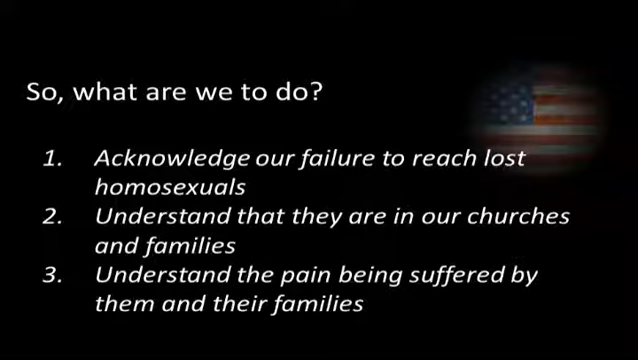 So, what are we to do?
1. Acknowledge our failure to reach lost
homosexuals
2. Understand that they are in our churches
and families
3. Understand the pain being suffered by
them and their families